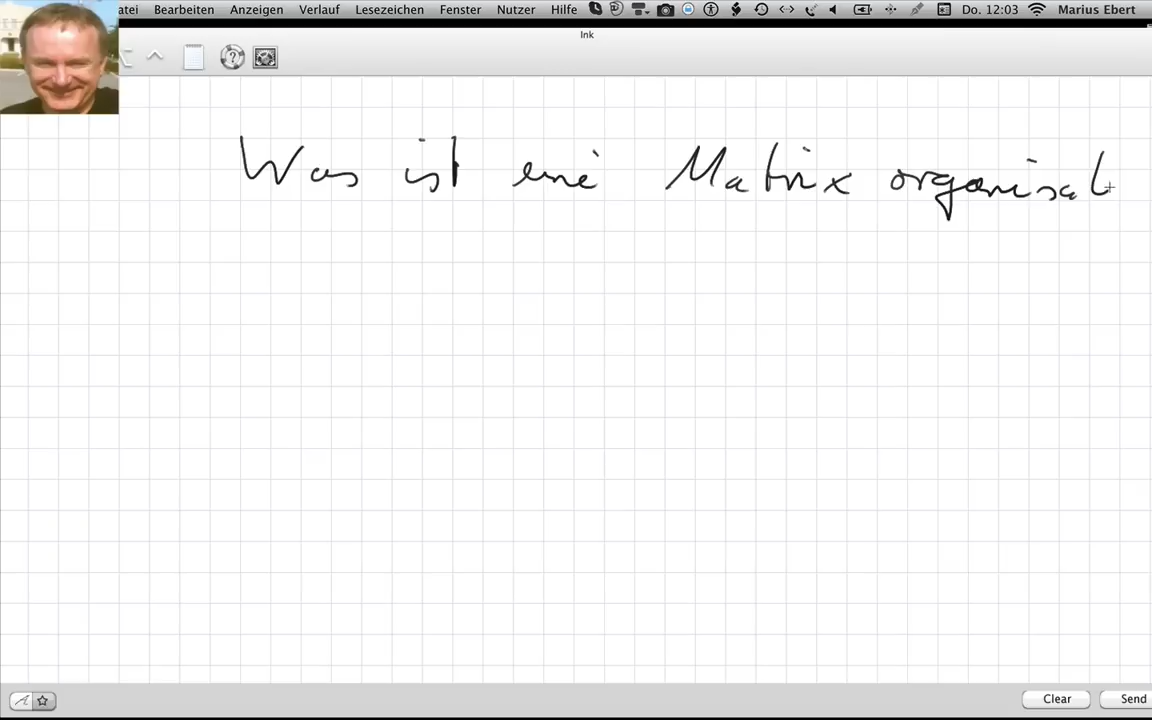 atei Bearbeiten Anzeigen Verlauf Lesezeichen Fenster Nutzer Hilfe Do. 12:03 Marius Ebert
Ink
Was ist eine Matrix organisat
Clear Send